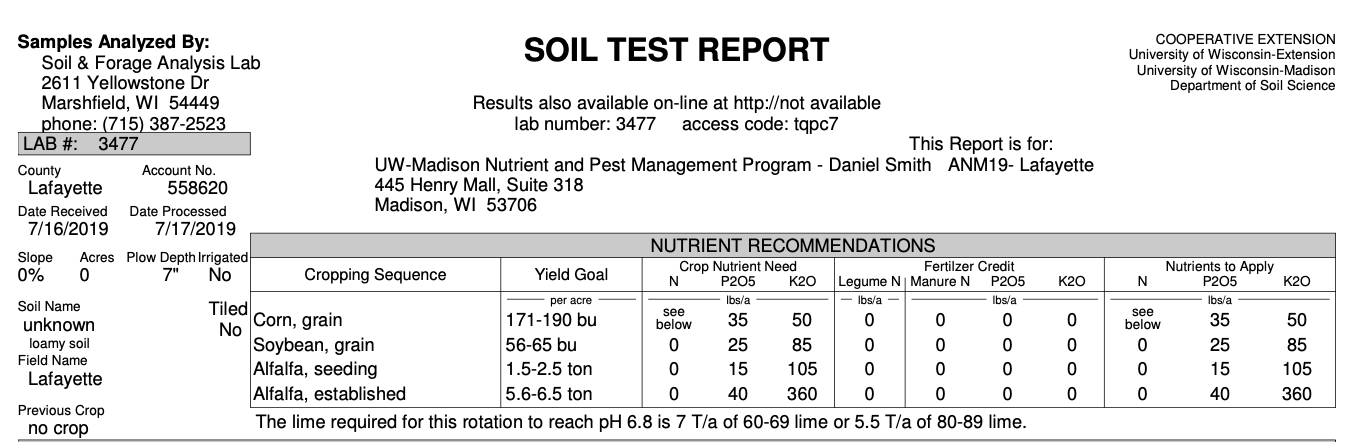 Samples Analyzed By:
Soil & Forage Analysis Lab
2611 Yellowstone Dr
Marshfield, WI 54449
phone: (715) 387-2523
LAB #: 3477
SOIL TEST REPORT
Results also available on-line at http://not available
lab number: 3477 access code: tqpc7
COOPERATIVE EXTENSION
University of Wisconsin-Extension
University of Wisconsin-Madison
Department of Soil Science
This Report is for:
UW-Madison Nutrient and Pest Management Program - Daniel Smith ANM19- Lafayette
445 Henry Mall, Suite 318
Madison, WI 53706
County Account No.
Lafayette 558620
Date Received Date Processed
7/16/2019 7/17/2019
Slope Acres Plow Depth Irrigated
0% 0 7" No
Soil Name Tiled
unknown No
loamy soil
Field Name
Lafayette
Previous Crop
no crop
NUTRIENT RECOMMENDATIONS
Cropping Sequence Yield Goal Crop Nutrient Need Fertilzer Credit Nutrients to Apply
N P2O5 K2O Legume N Manure N P2O5 K2O N P2O5 K2O
per acre lbs/a lbs/a lbs/a lbs/a
Corn, grain 171-190 bu see below 35 50 0 0 0 0 see below 35 50
Soybean, grain 56-65 bu 0 25 85 0 0 0 0 0 25 85
Alfalfa, seeding 1.5-2.5 ton 0 15 105 0 0 0 0 0 15 105
Alfalfa, established 5.6-6.5 ton 0 40 360 0 0 0 0 0 40 360
The lime required for this rotation to reach pH 6.8 is 7 T/a of 60-69 lime or 5.5 T/a of 80-89 lime.